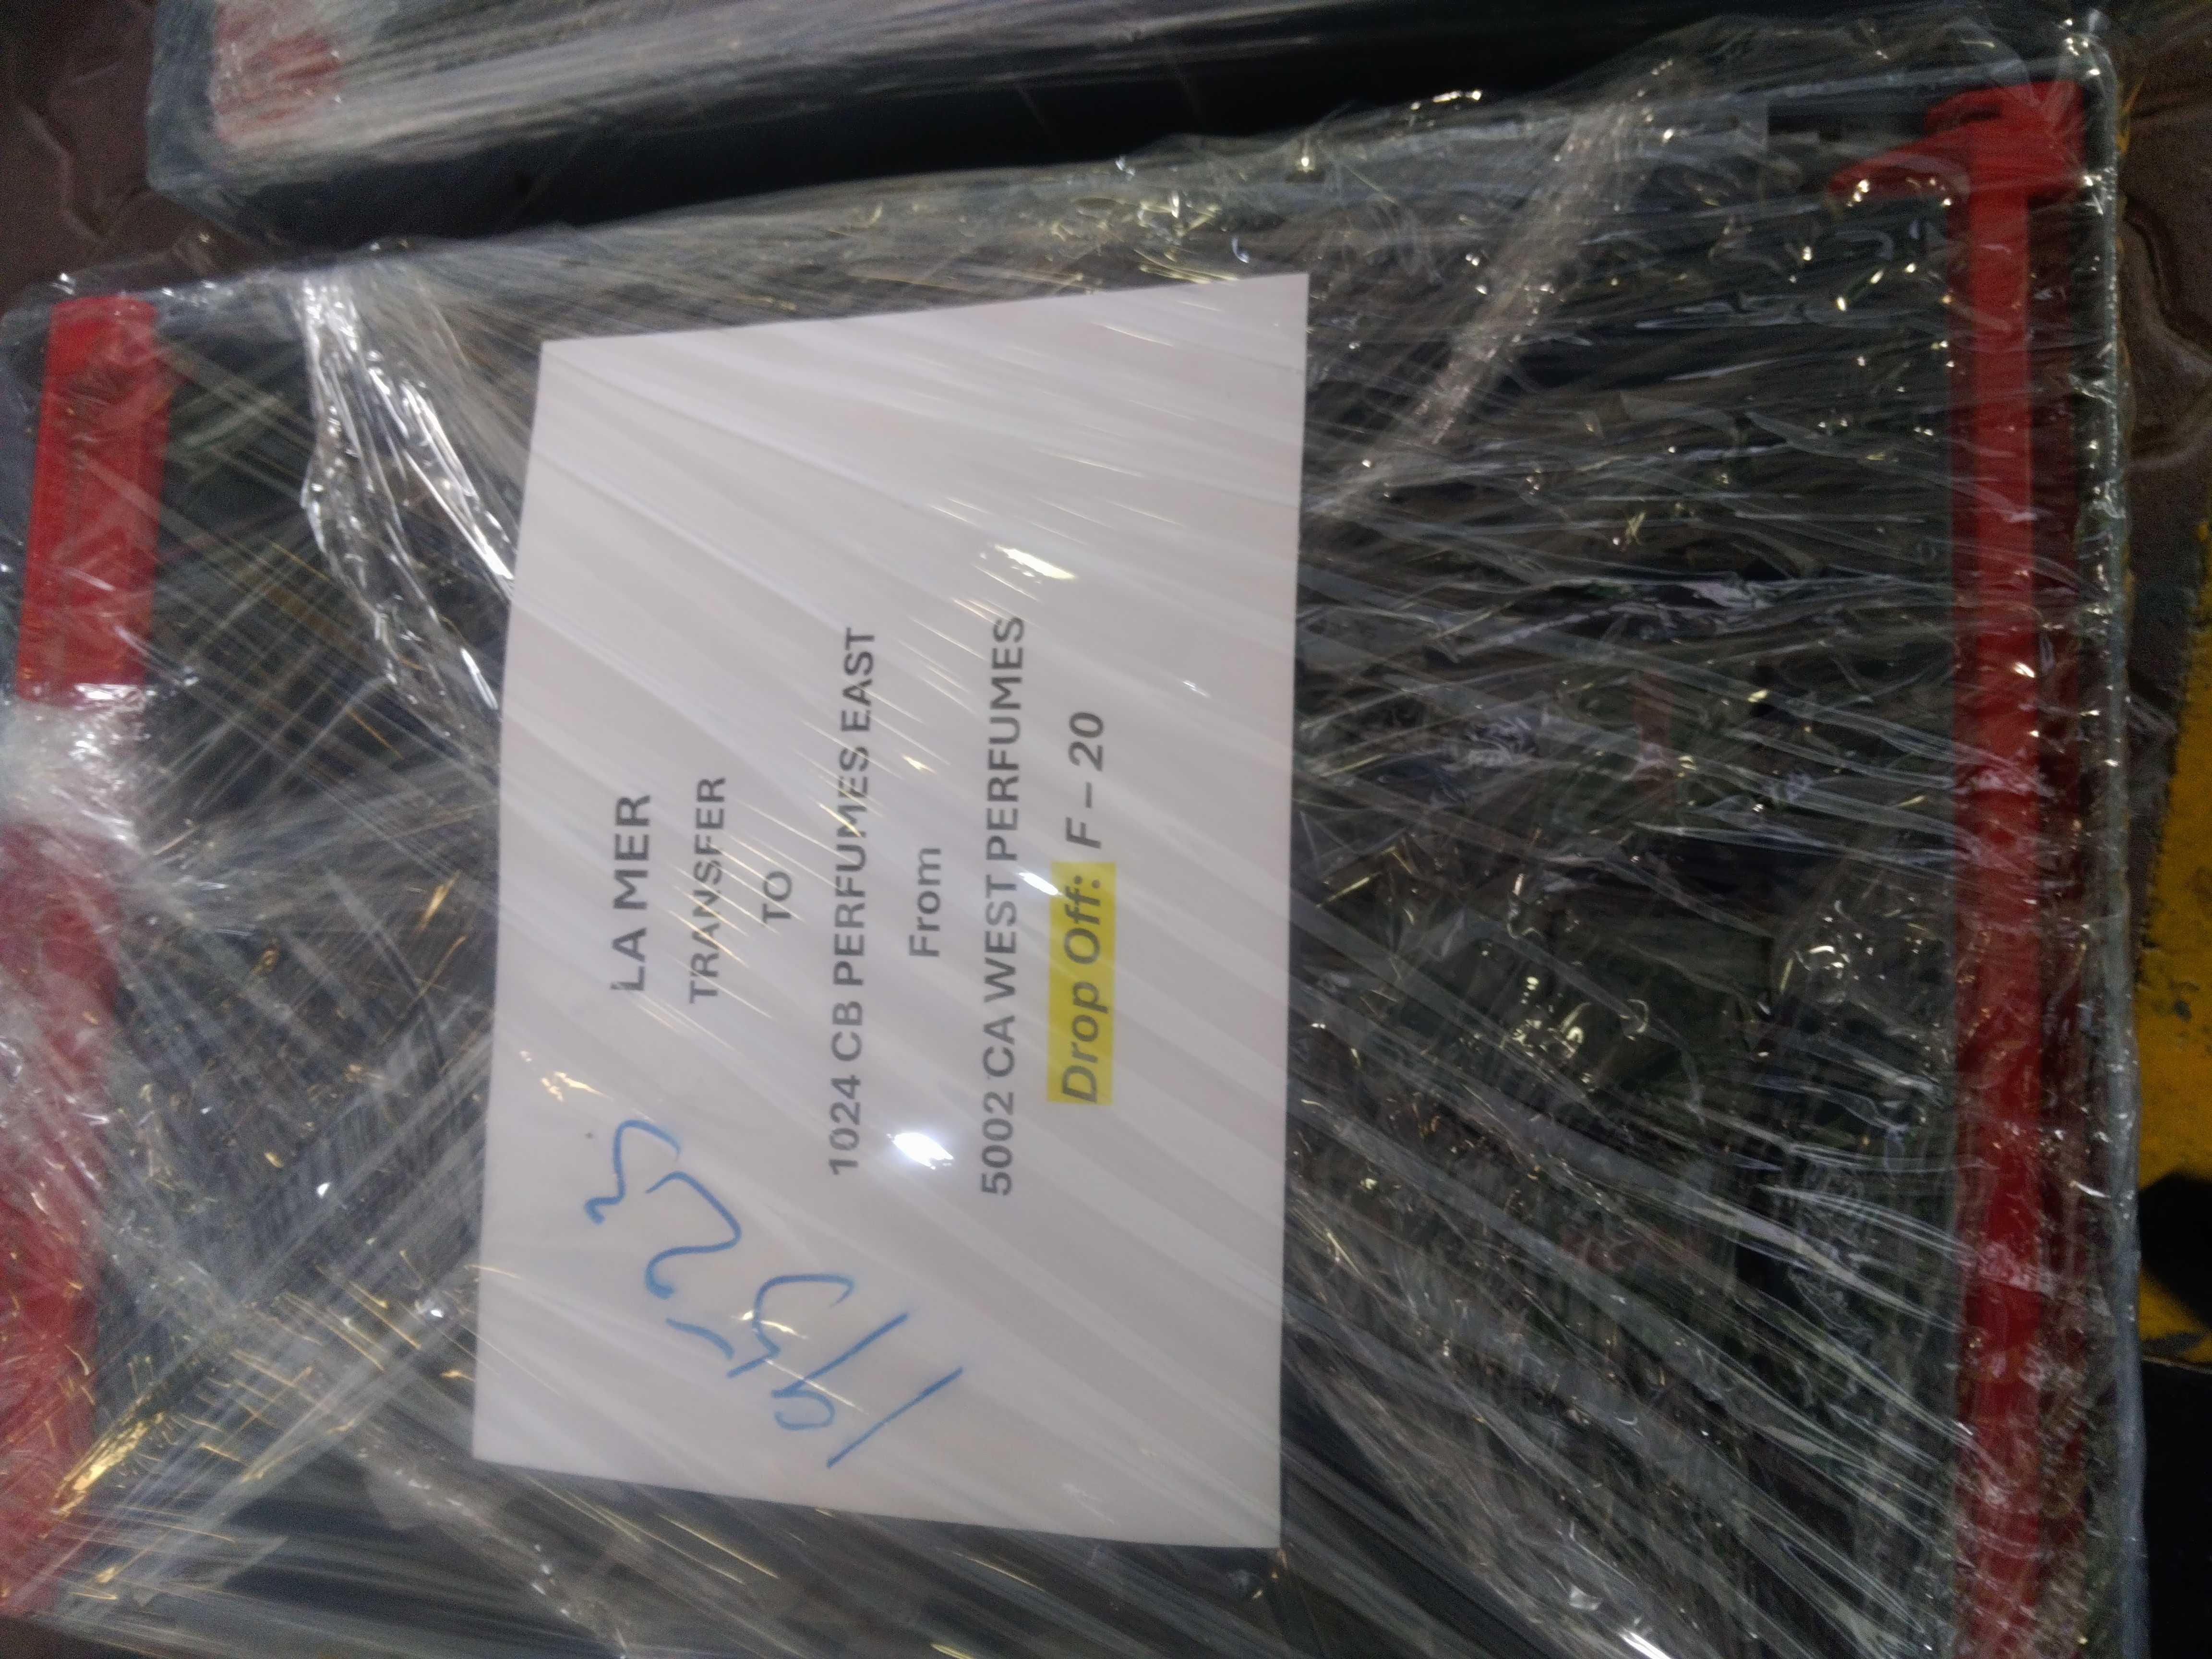 LA MER
TRANSFER
TO
1024 CB PERFUMES EAST
From
5002 CA WEST PERFUMES
Drop Off: F – 20